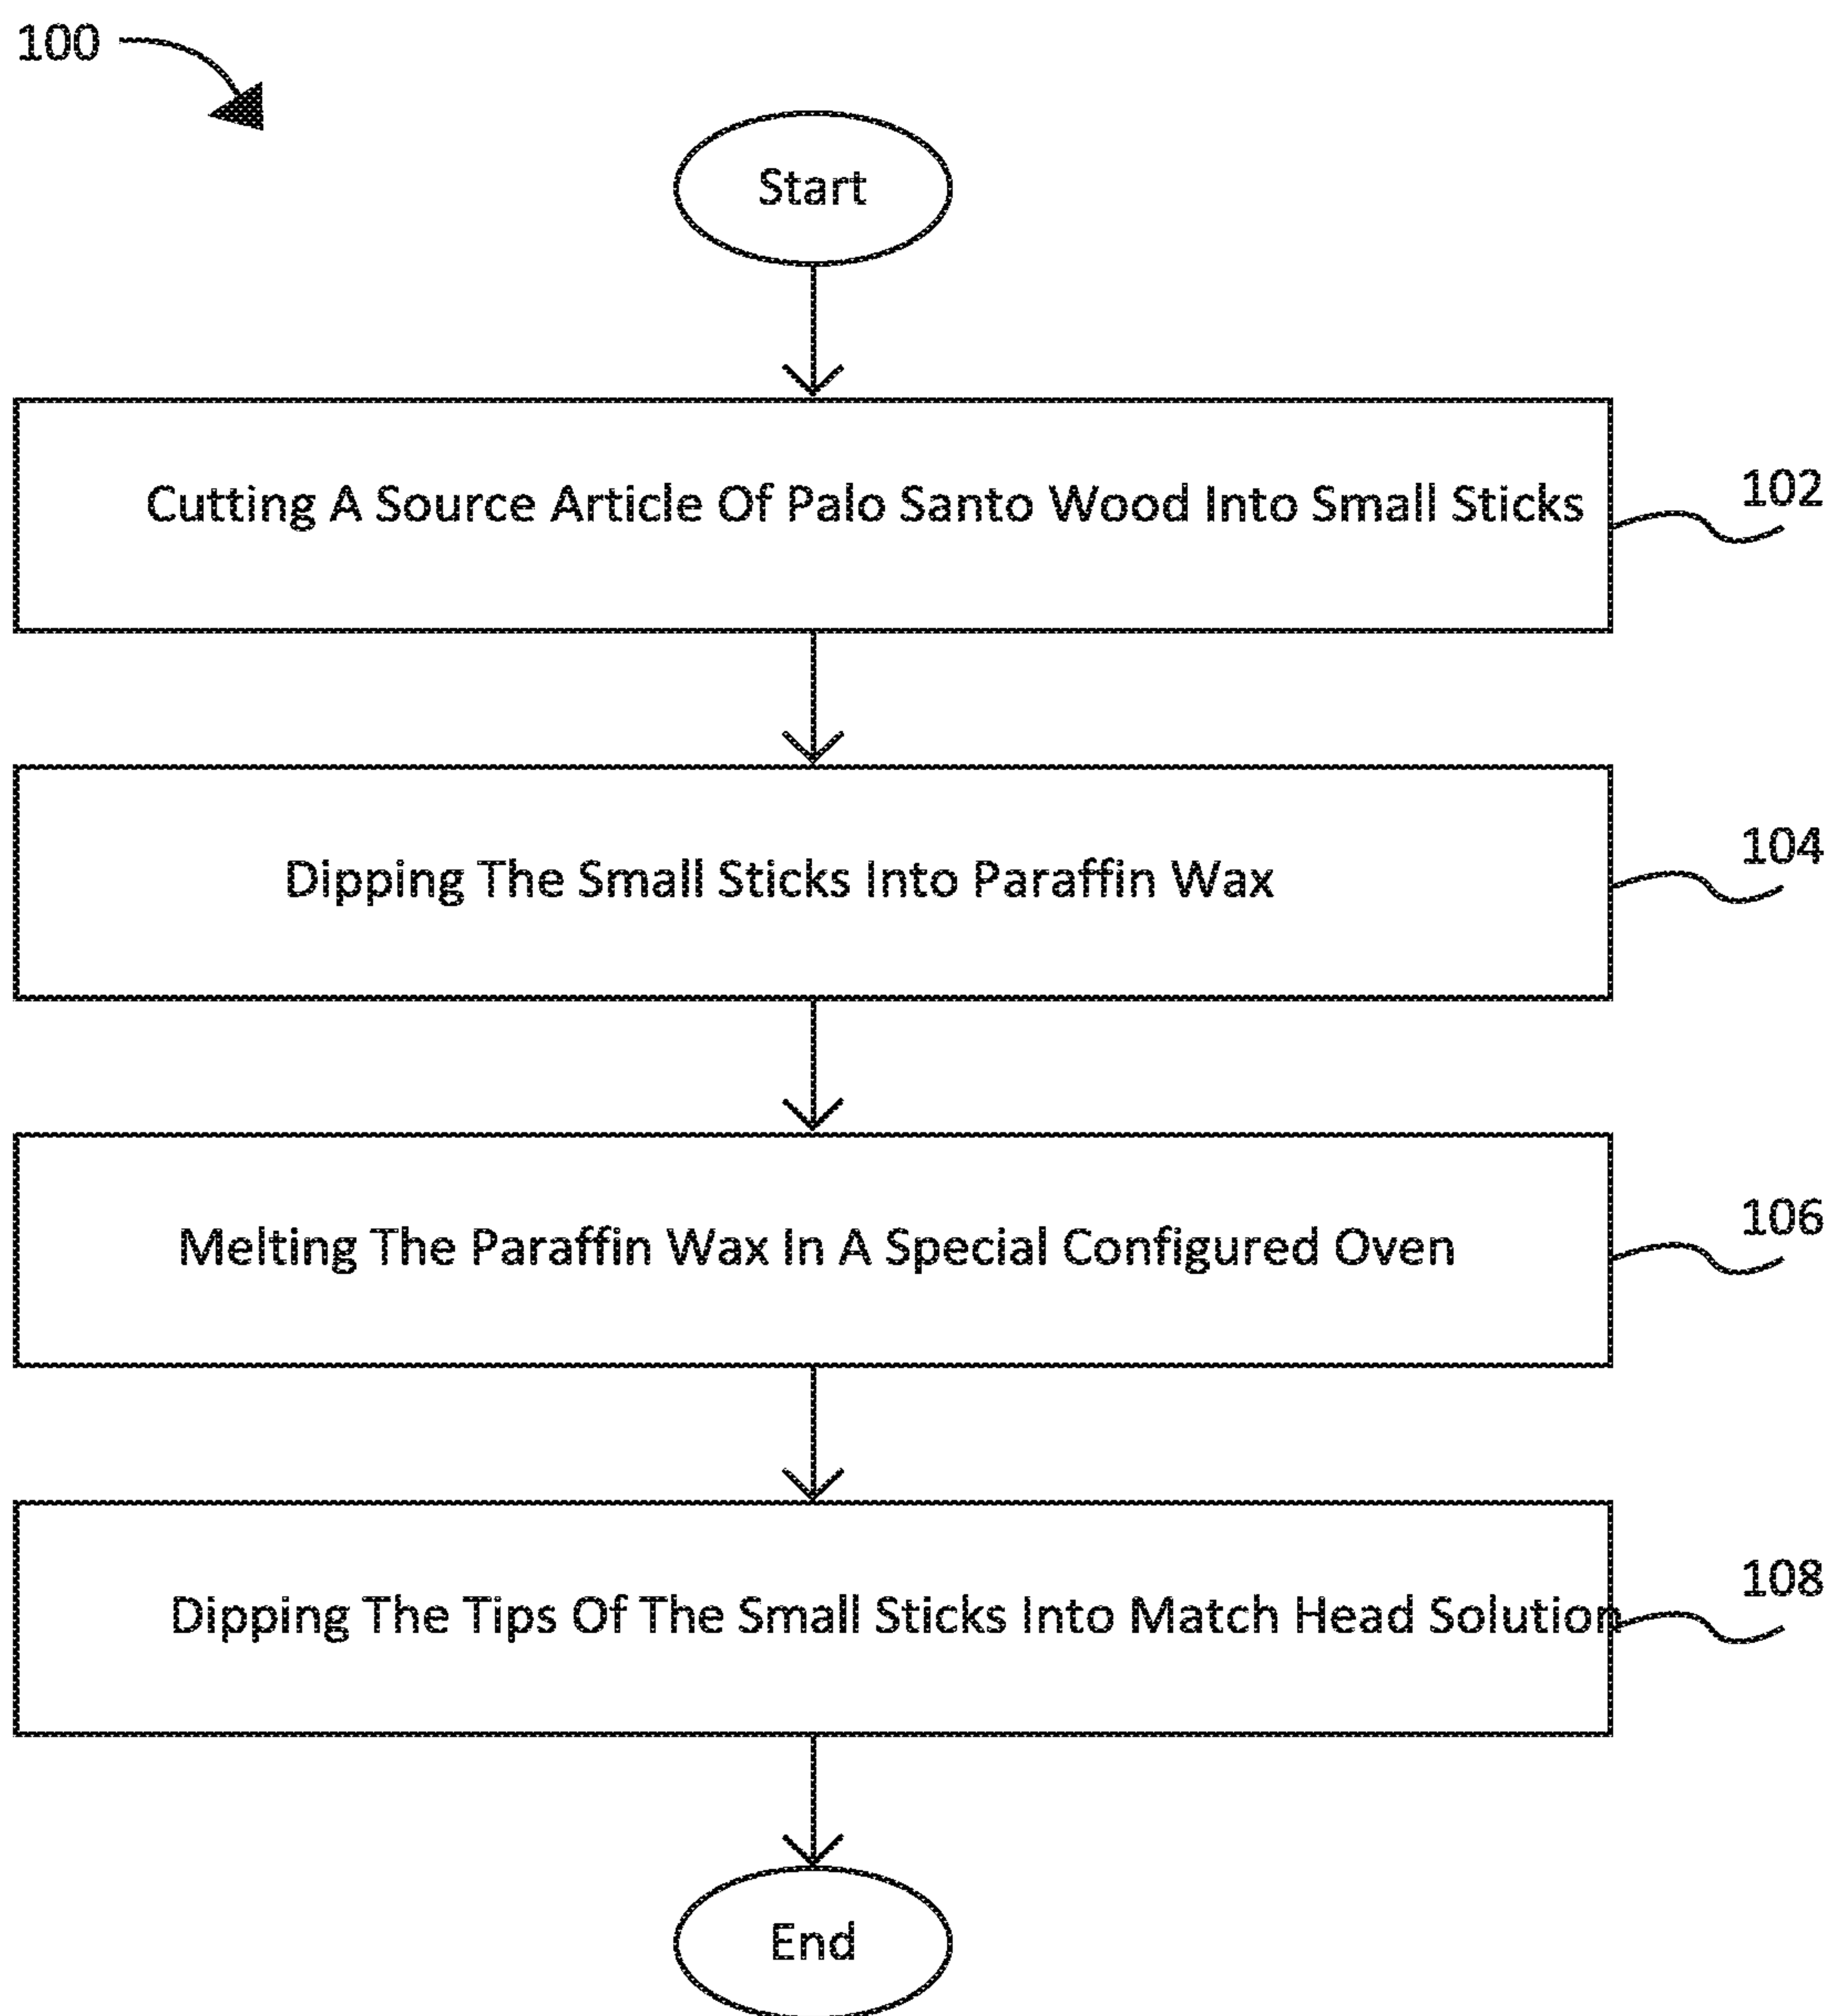 100
Start
Cutting A Source Article Of Palo Santo Wood Into Small Sticks
102
Dipping The Small Sticks Into Paraffin Wax
104
Melting The Paraffin Wax In A Special Configured Oven
106
Dipping The Tips Of The Small Sticks Into Match Head Solution
108
End